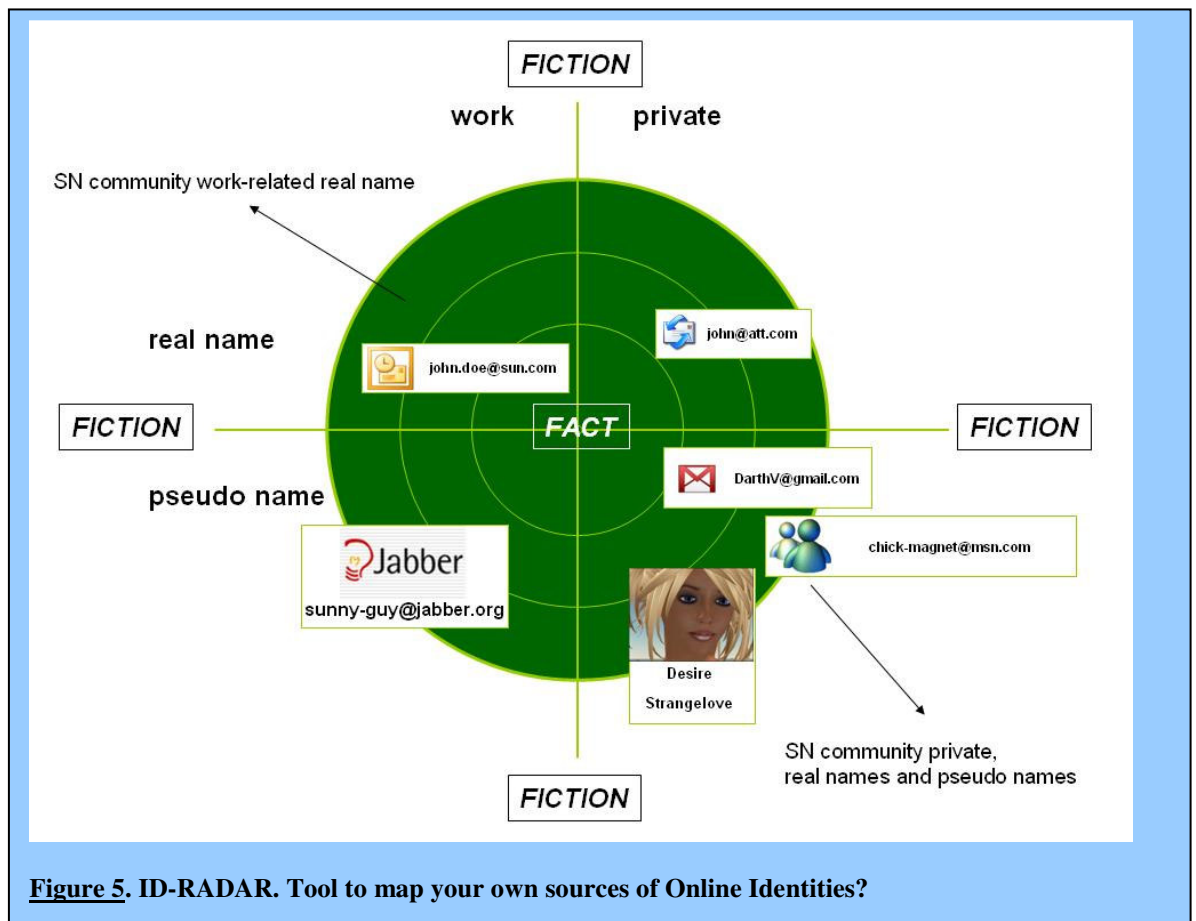 FICTION
work private
SN community work-related real name
real name
john@att.com
john.doe@sun.com
FICTION
FACT
FICTION
pseudo name
DarthV@gmail.com
Jabber
sunny-guy@jabber.org
chick-magnet@msn.com
Desire
Strangelove
SN community private,
real names and pseudo names
FICTION
Figure 5. ID-RADAR. Tool to map your own sources of Online Identities?